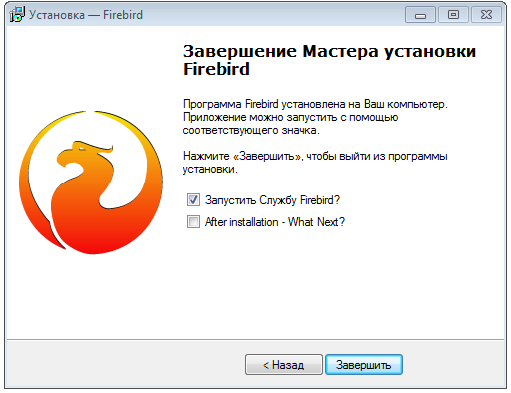 Установка — Firebird
Завершение Мастера установки
Firebird
Программа Firebird установлена на Ваш компьютер.
Приложение можно запустить с помощью
соответствующего значка.
Нажмите «Завершить», чтобы выйти из программы
установки.
Запустить Службу Firebird?
After installation - What Next?
< Назад
Завершить